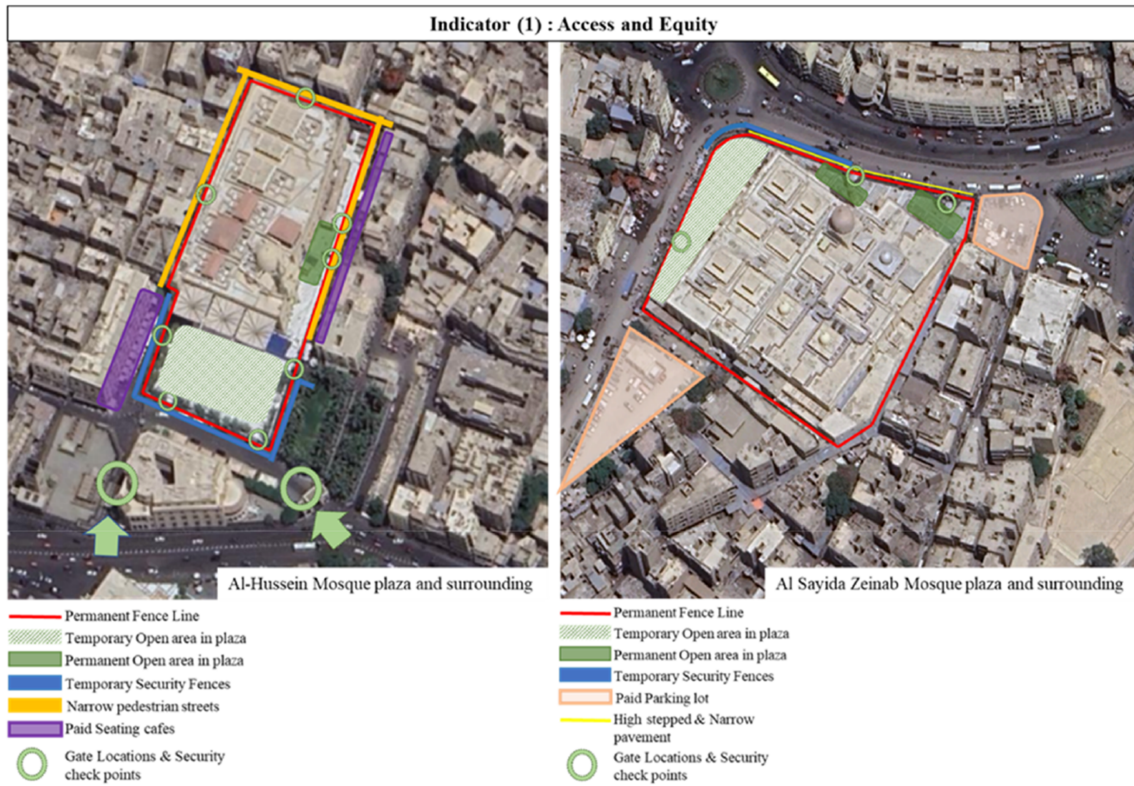 Indicator (1) : Access and Equity
Al-Hussein Mosque plaza and surrounding
Permanent Fence Line
Temporary Open area in plaza
Permanent Open area in plaza
Temporary Security Fences
Narrow pedestrian streets
Paid Seating cafes
Gate Locations & Security
check points
Al Sayida Zeinab Mosque plaza and surrounding
Permanent Fence Line
Temporary Open area in plaza
Permanent Open area in plaza
Temporary Security Fences
Paid Parking lot
High stepped & Narrow
pavement
Gate Locations & Security
check points